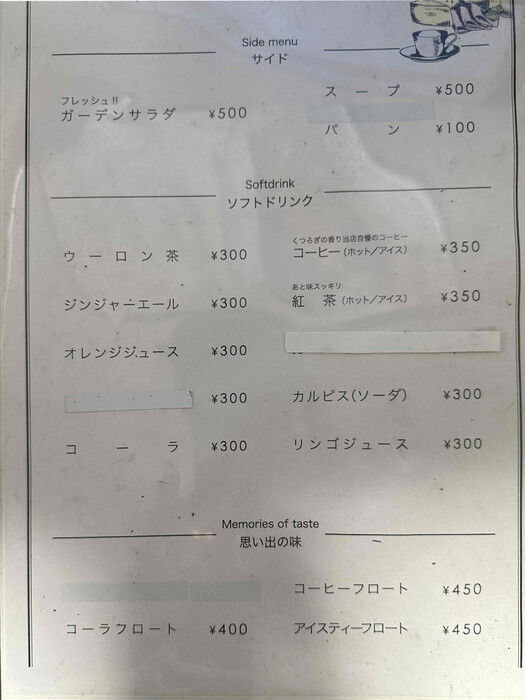 Side menu
サイド
フレッシュ!!
ガーデンサラダ ¥500
スープ ¥500
パン ¥100
Softdrink
ソフトドリンク
ウーロン茶 ¥300
ジンジャーエール ¥300
オレンジジュース ¥300
¥300
コーラ ¥300
くつろぎの香り当店自慢のコーヒー
コーヒー(ホット/アイス) ¥350
あと味スッキリ
紅茶(ホット/アイス) ¥350
カルピス(ソーダ) ¥300
リンゴジュース ¥300
Memories of taste
思い出の味
コーラフロート ¥400
コーヒーフロート ¥450
アイスティーフロート ¥450